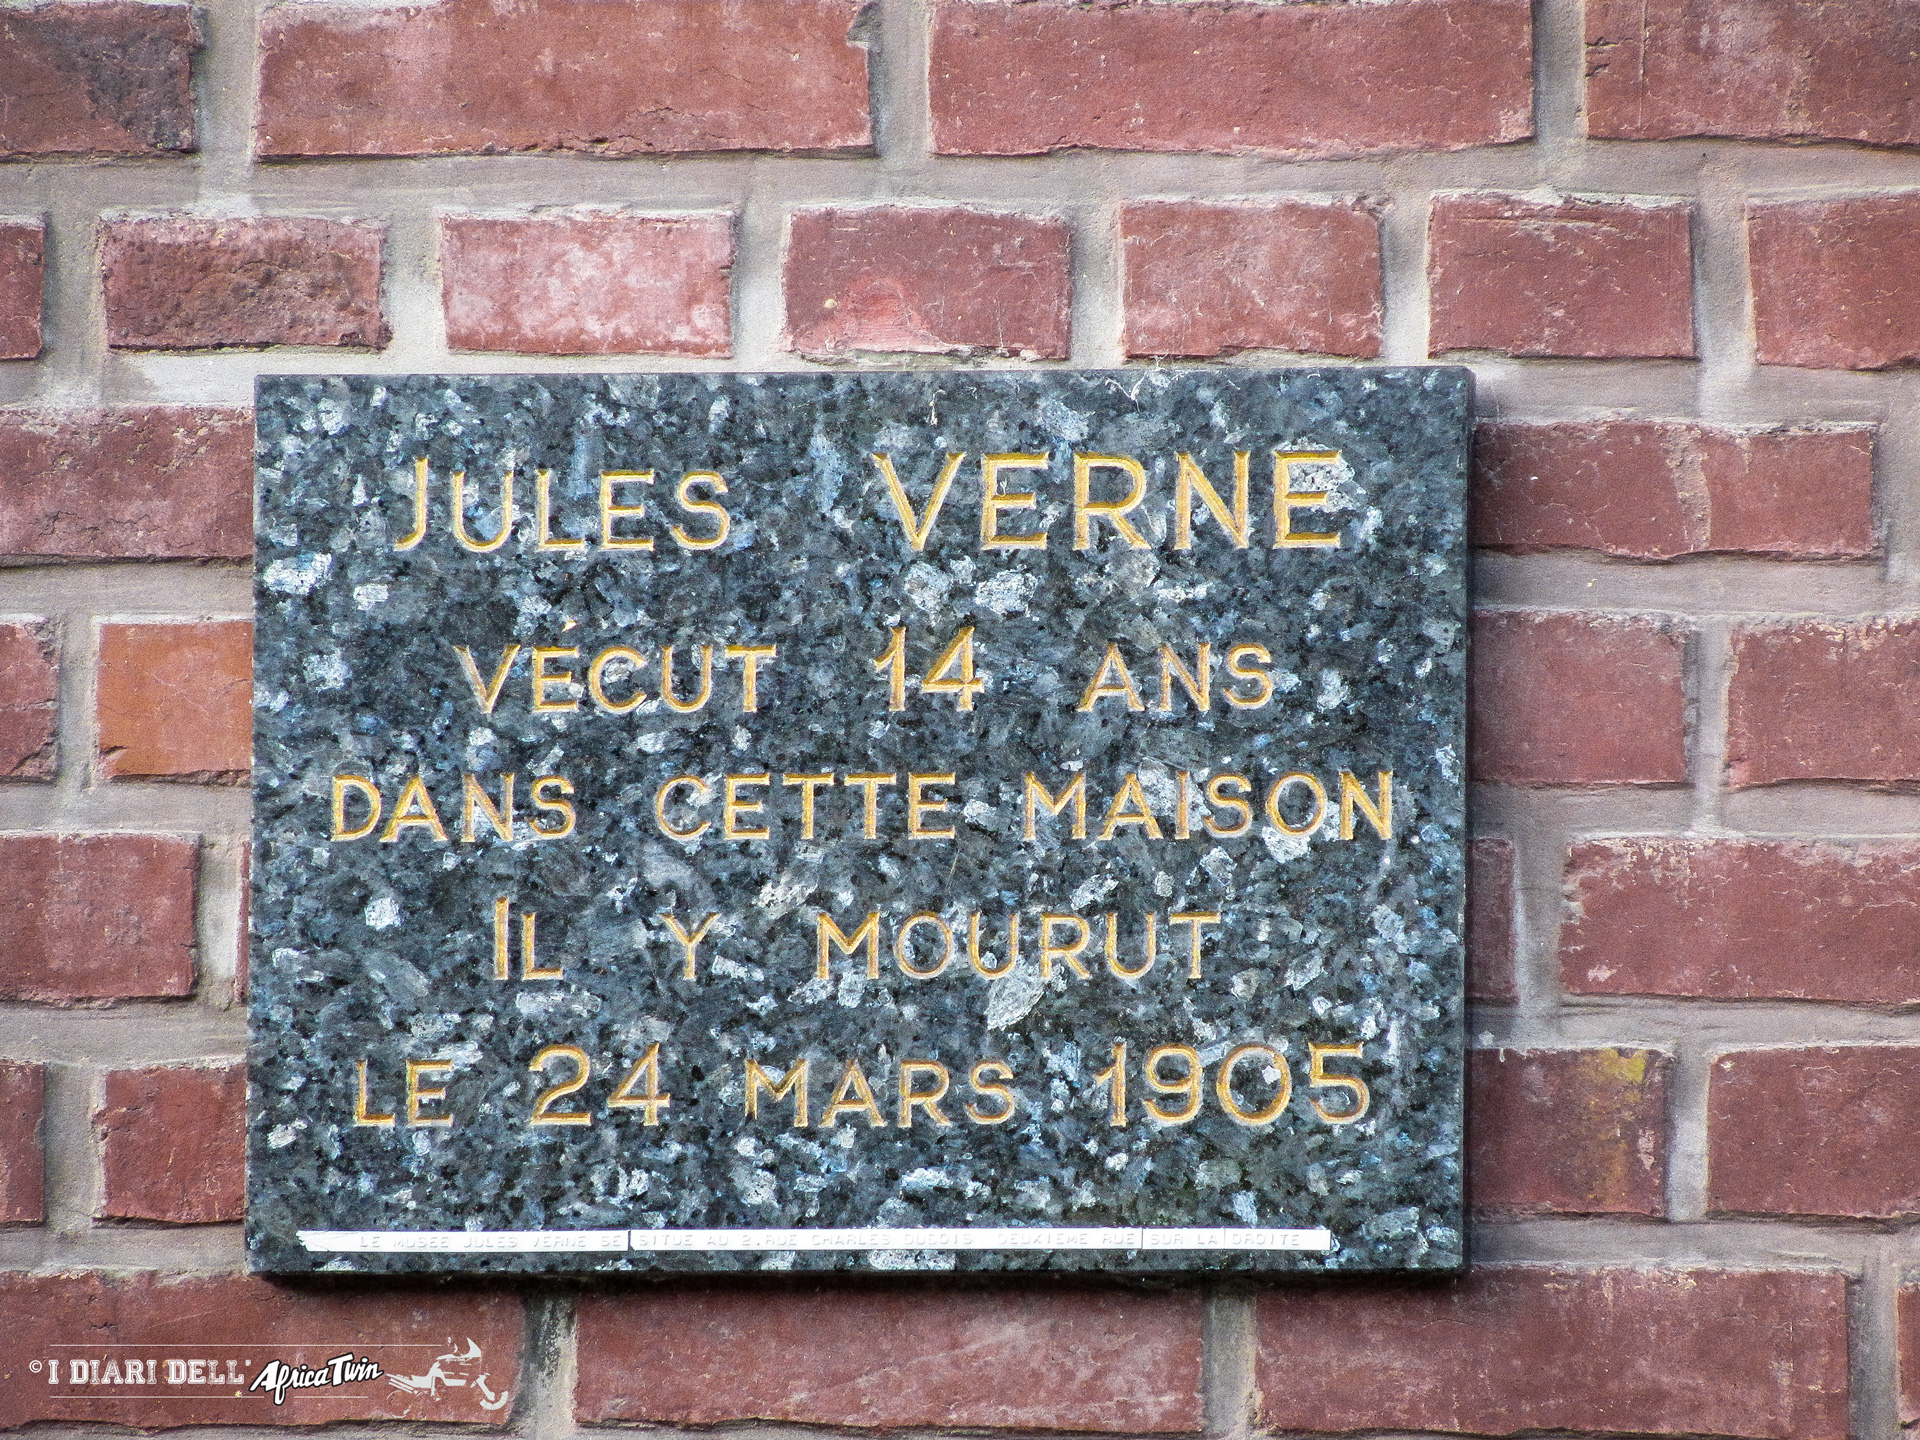 JULES VERNE
VÉCUT 14 ANS
DANS CETTE MAISON
IL Y MOURUT
LE 24 MARS 1905
LE MUSEE JULES VERNE SE SITUE AU 2.RUE CHARLES DUBOIS DEUXIEME RUE SUR LA DROITE
© I DIARI DELL' Africa Twin